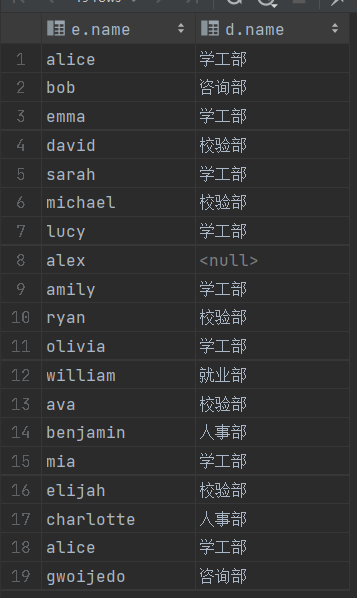 e.name d.name
1 alice 学工部
2 bob 咨询部
3 emma 学工部
4 david 校验部
5 sarah 学工部
6 michael 校验部
7 lucy 学工部
8 alex <null>
9 amily 学工部
10 ryan 校验部
11 olivia 学工部
12 william 就业部
13 ava 校验部
14 benjamin 人事部
15 mia 学工部
16 elijah 校验部
17 charlotte 人事部
18 alice 学工部
19 gwoijedo 咨询部